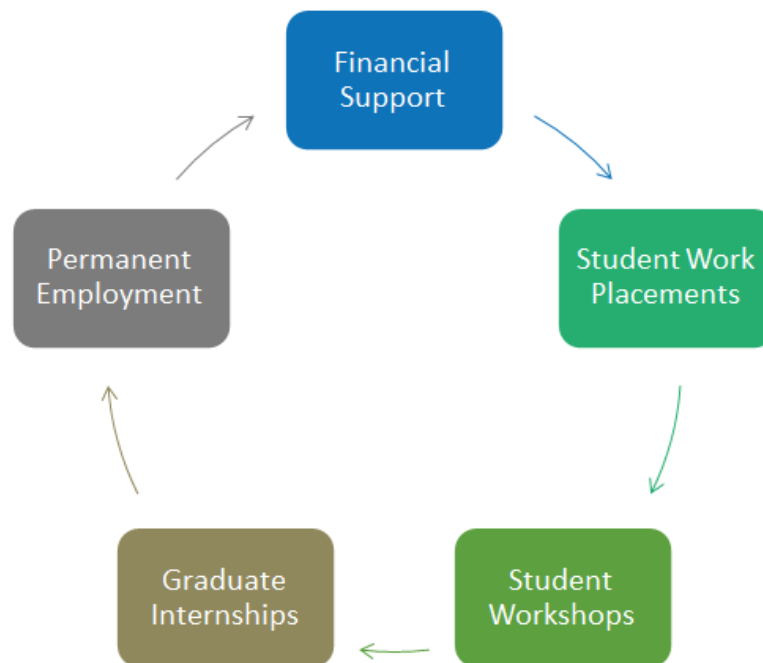 Financial
Support
Student Work
Placements
Student
Workshops
Graduate
Internships
Permanent
Employment